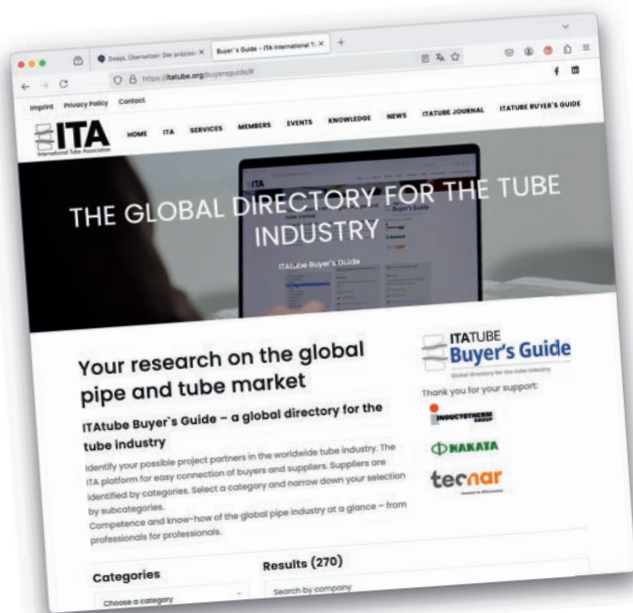 DeepL Übersetzer: Der präzises
Buyer's Guide – ITA International T
https://itatube.org/buyersguide/#
Imprint Privacy Policy Contact
ITA
International Tube Association
HOME ITA SERVICES MEMBERS EVENTS KNOWLEDGE NEWS ITATUBE JOURNAL ITATUBE BUYER'S GUIDE
THE GLOBAL DIRECTORY FOR THE TUBE
INDUSTRY
ITAtube Buyer's Guide
Your research on the global
pipe and tube market
ITAtube Buyer`s Guide – a global directory for the
tube industry
Identify your possible project partners in the worldwide tube industry. The
ITA platform for easy connection of buyers and suppliers. Suppliers are
identified by categories. Select a category and narrow down your selection
by subcategories.
Competence and know-how of the global pipe industry at a glance – from
professionals for professionals.
ITATUBE
Buyer's Guide
Global directory for the tube industry
Thank you for your support:
INDUCTOTHERM
GROUP
NAKATA
tecnar
Categories
Choose a category
Results (270)
Search by company